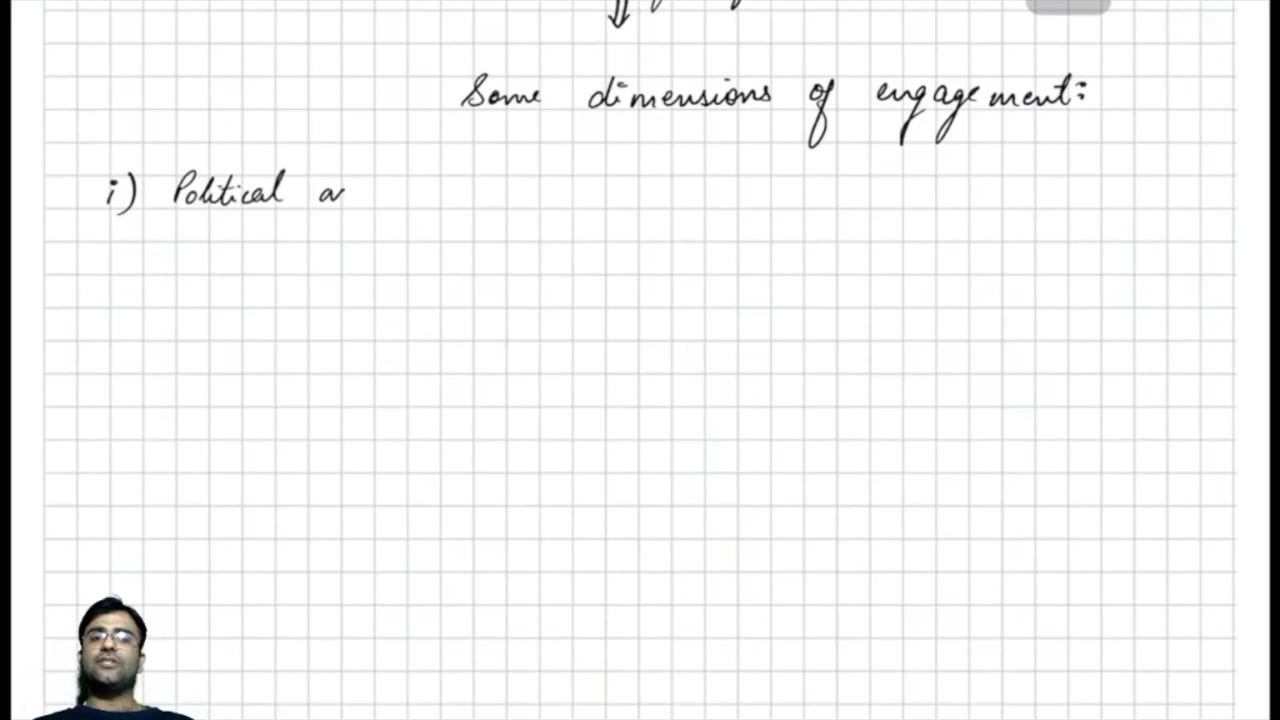 Some dimensions of engagement:
i) Political a